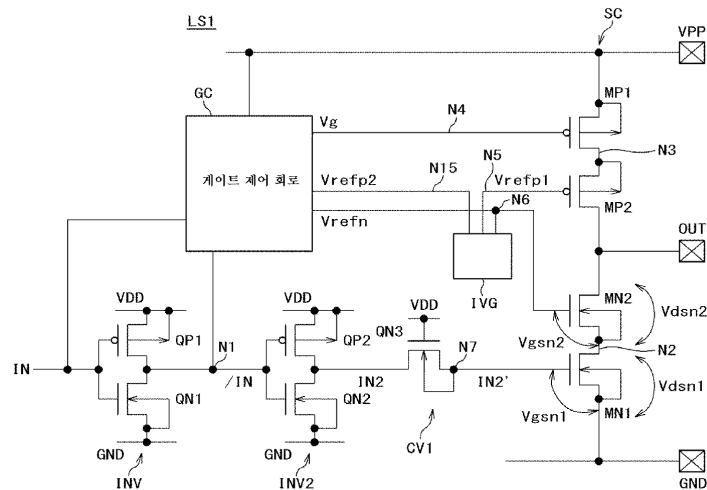 LS1
SC
VPP
GC
MP1
Vg
N4
N3
게이트 제어 회로
N15
N5
Vrefp2
Vrefp1
N6
MP2
Vrefn
OUT
IVG
VDD
VDD
VDD
MN2
Vdsn2
QP1
QP2
QN3
Vgsn2
N1
N7
N2
IN
/IN
IN2
IN2'
QN1
QN2
Vgsn1
Vdsn1
MN1
CV1
GND
GND
GND
INV
INV2